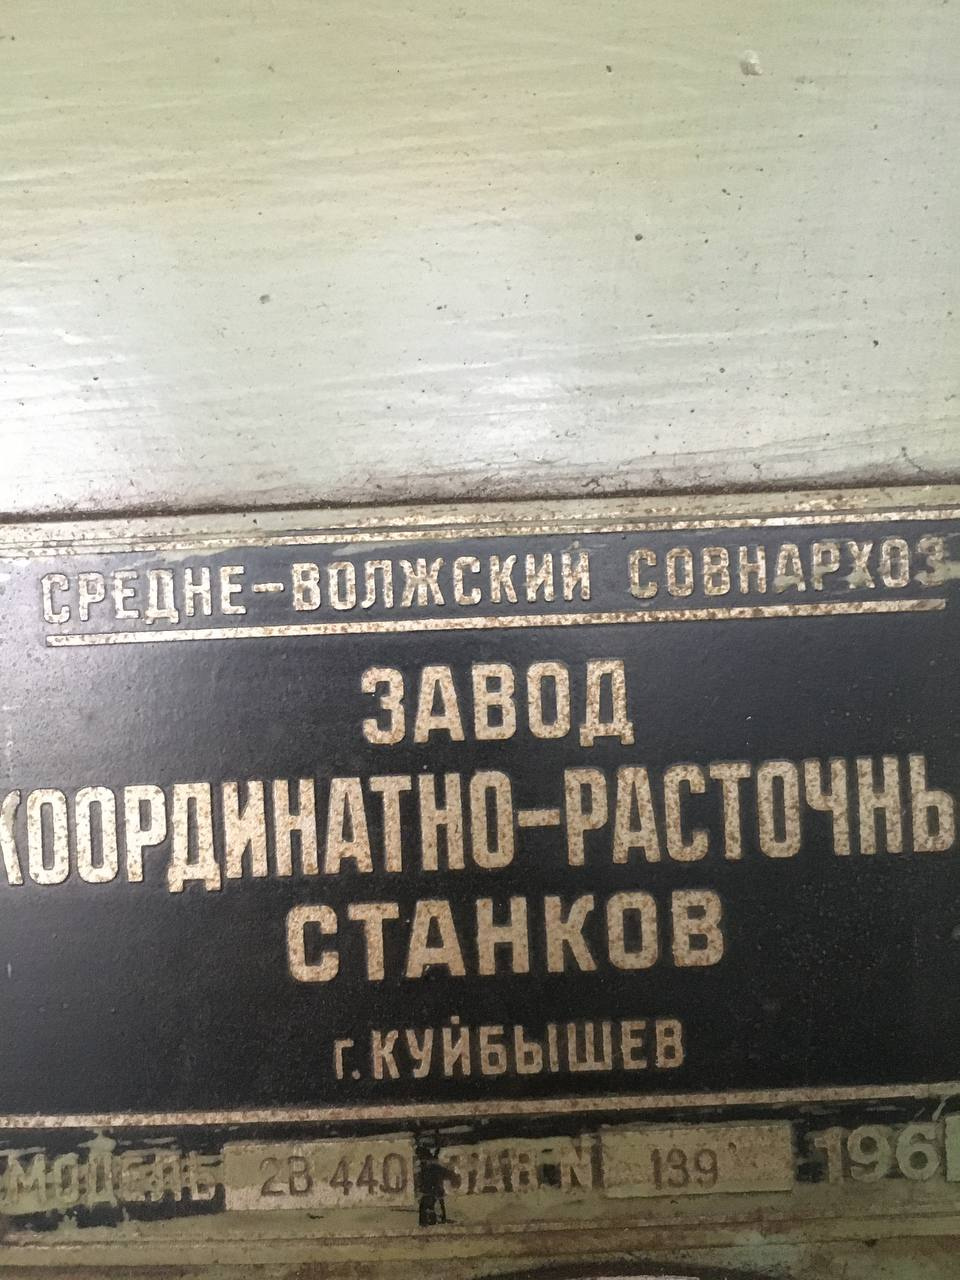 СРЕДНЕ-ВОЛЖСКИЙ СОВНАРХОЗ
ЗАВОД
КООРДИНАТНО-РАСТОЧНЫ
СТАНКОВ
г. КУЙБЫШЕВ
МОДЕЛЬ 2В 440 ЗАВ.N 139 196